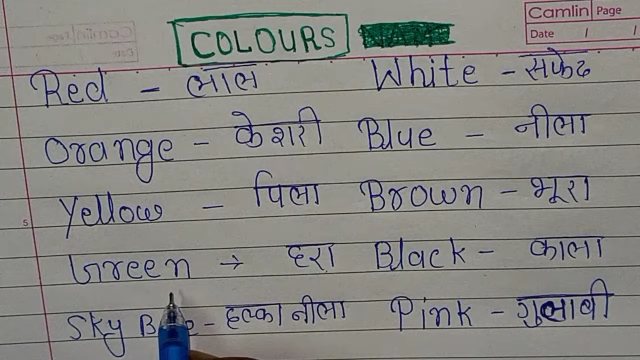 Camlin Page
Date / /
COLOURS
Red - लाल White - सफेद
Orange - केशरी Blue - नीला
Yellow - पिला Brown - भूरा
Green → हरा Black - काला
Sky - हल्का नीला Pink - गुलाबी